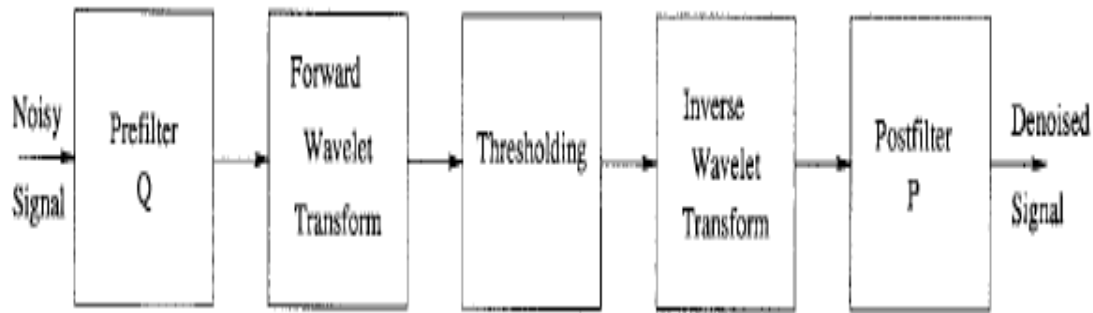 Noisy
Signal
Prefilter
Q
Forward
Wavelet
Transform
Thresholding
Inverse
Wavelet
Transform
Postfilter
P
Denoised
Signal